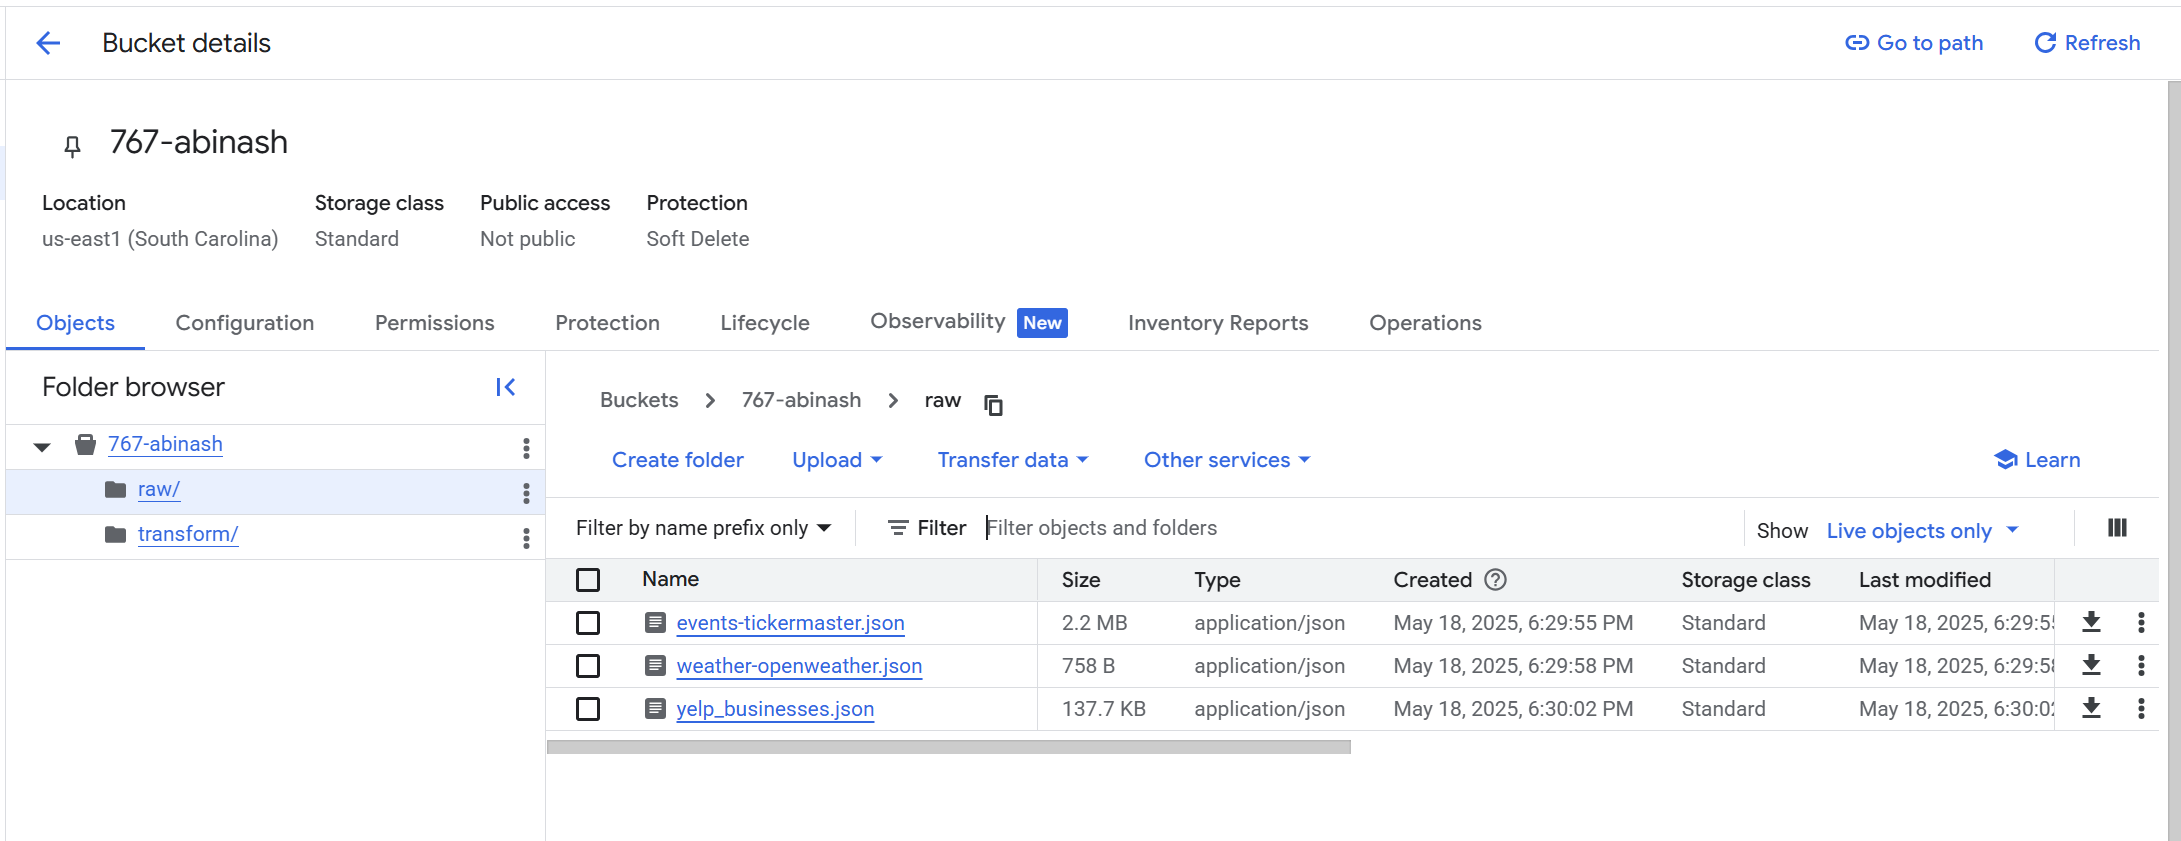 Bucket details
Go to path
Refresh
767-abinash
Location Storage class Public access Protection
us-east1 (South Carolina) Standard Not public Soft Delete
Objects Configuration Permissions Protection Lifecycle Observability New Inventory Reports Operations
Folder browser
767-abinash
raw/
transform/
Buckets > 767-abinash > raw
Create folder Upload Transfer data Other services Learn
Filter by name prefix only Filter Filter objects and folders Show Live objects only
Name Size Type Created Storage class Last modified
events-tickermaster.json 2.2 MB application/json May 18, 2025, 6:29:55 PM Standard May 18, 2025, 6:29:55
weather-openweather.json 758 B application/json May 18, 2025, 6:29:58 PM Standard May 18, 2025, 6:29:58
yelp_businesses.json 137.7 KB application/json May 18, 2025, 6:30:02 PM Standard May 18, 2025, 6:30:02